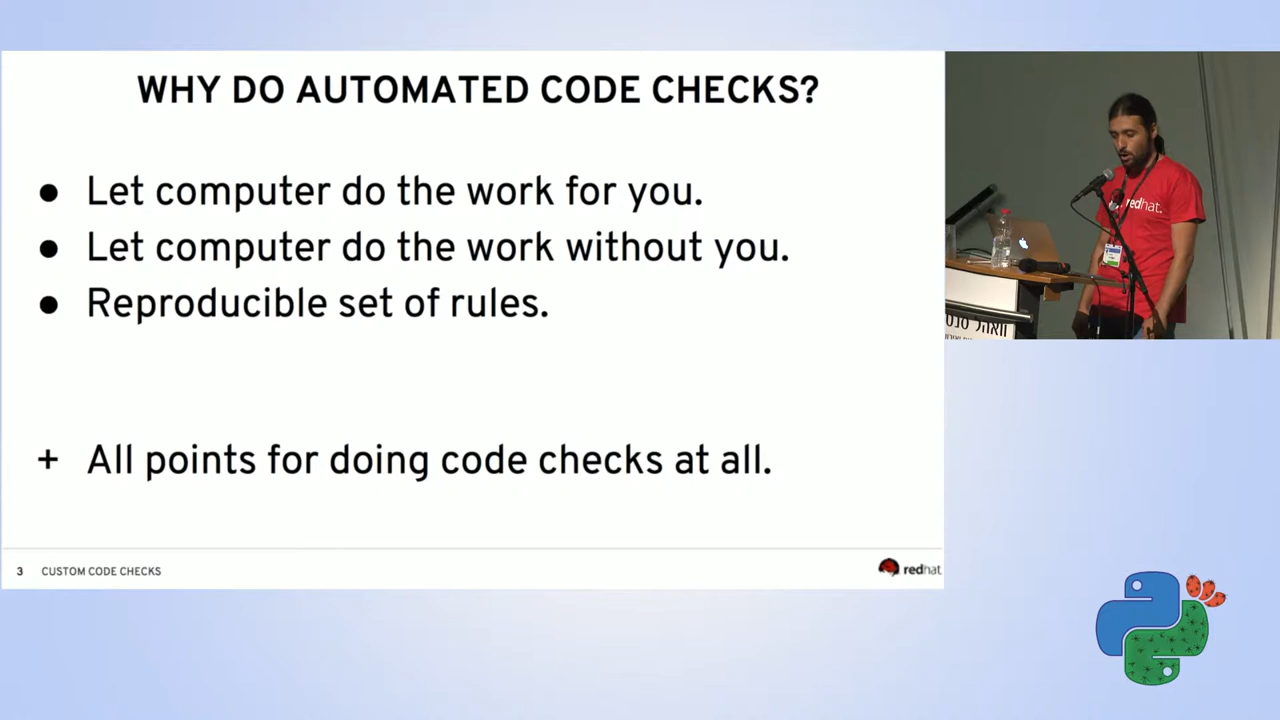 WHY DO AUTOMATED CODE CHECKS?
● Let computer do the work for you.
● Let computer do the work without you.
● Reproducible set of rules.
+ All points for doing code checks at all.
3 CUSTOM CODE CHECKS
redhat
redhat.